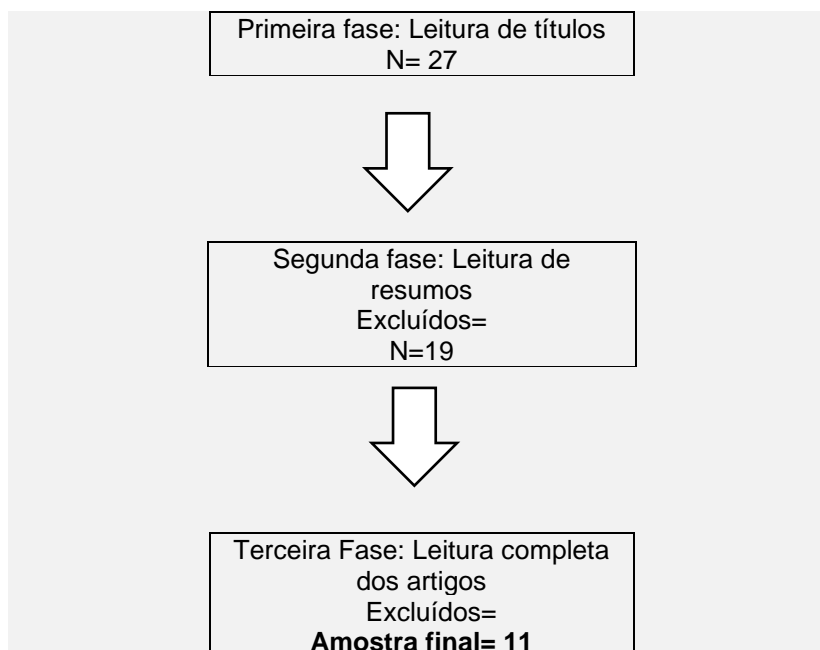 Primeira fase: Leitura de títulos
N= 27
Segunda fase: Leitura de
resumos
Excluídos=
N=19
Terceira Fase: Leitura completa
dos artigos
Excluídos=
Amostra final= 11